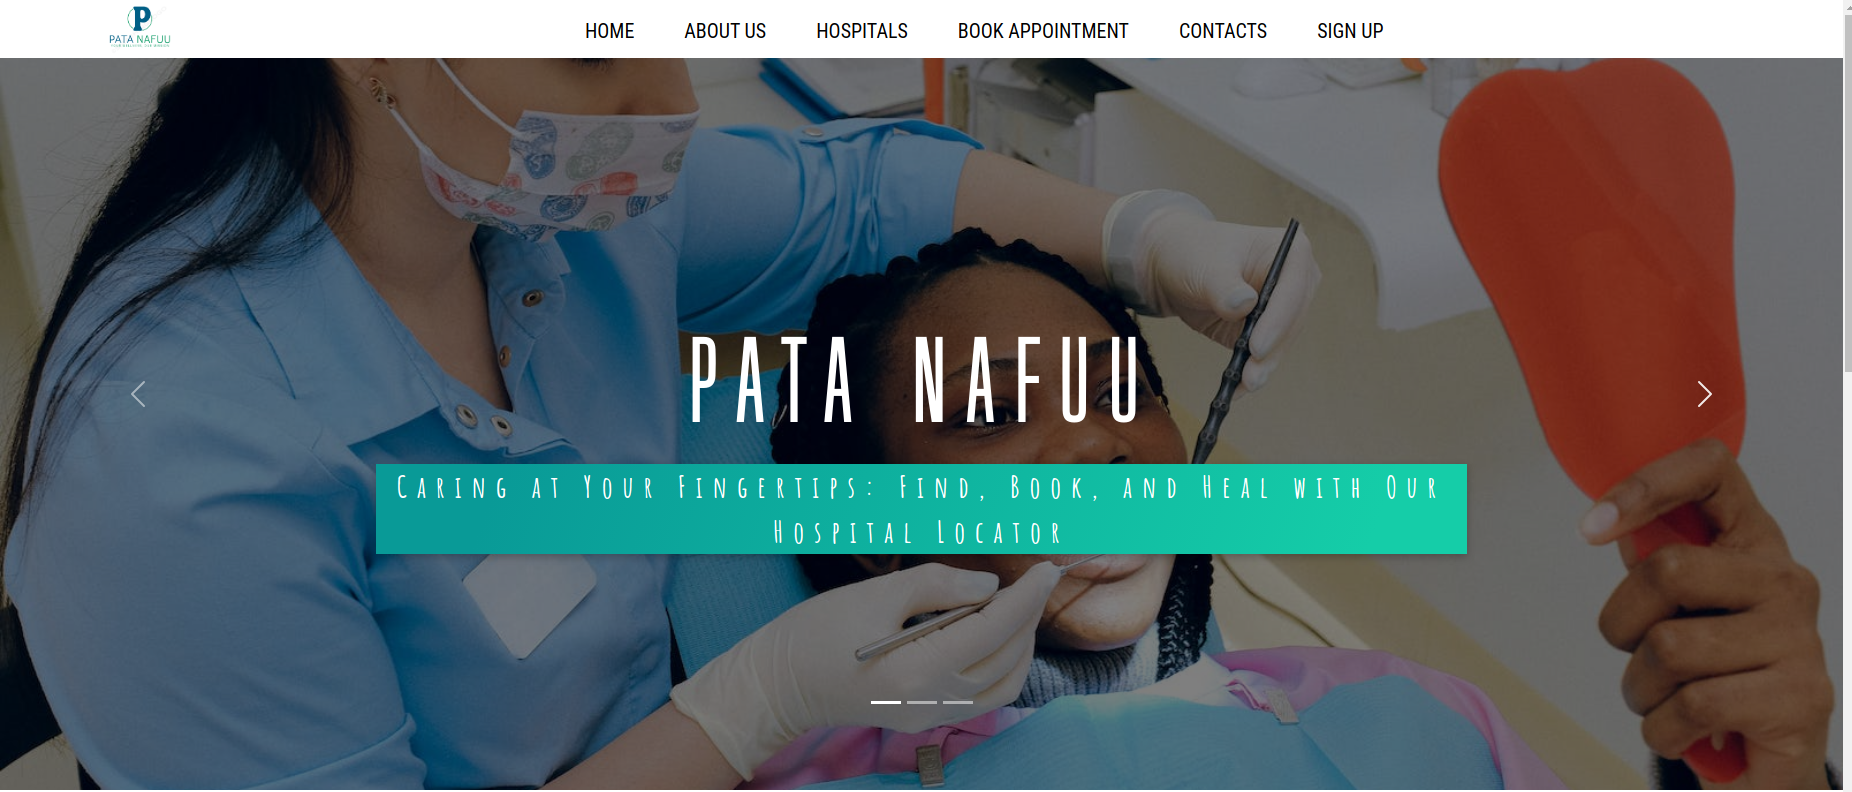 PATA NAFUU
HOME ABOUT US HOSPITALS BOOK APPOINTMENT CONTACTS SIGN UP
PATA NAFUU
Caring at Your Fingertips: Find, Book, and Heal with Our
Hospital Locator